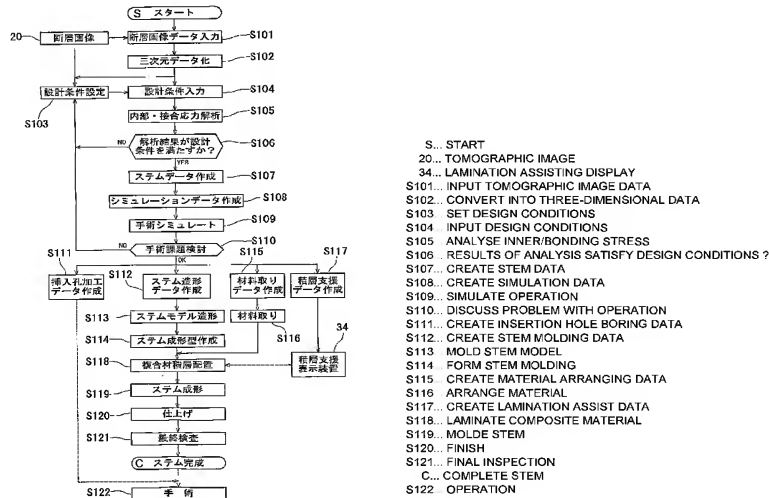 S スタート
20 断層画像 断層画像データ入力 S101
三次元データ化 S102
設計条件設定 設計条件入力 S104
S103
内部・接合応力解析 S105
NO 解析結果が設計 S106
条件を満たすか?
YES
ステムデータ作成 S107
シミュレーションデータ作成 S108
手術シミュレート S109
NO 手術課題検討 S110
OK
S111 S112 S115 S117
挿入孔加工 ステム造形 材料取り 積層支援
データ作成 データ作成 データ作成 データ作成
S113 ステムモデル造形 材料取り
S114 ステム成形型作成 S116 34
S118 複合材積層配置 積層支援
表示装置
S119 ステム成形
S120 仕上げ
S121 最終検査
C ステム完成
S122 手術
S... START
20... TOMOGRAPHIC IMAGE
34... LAMINATION ASSISTING DISPLAY
S101... INPUT TOMOGRAPHIC IMAGE DATA
S102... CONVERT INTO THREE-DIMENSIONAL DATA
S103... SET DESIGN CONDITIONS
S104... INPUT DESIGN CONDITIONS
S105... ANALYSE INNER/BONDING STRESS
S106... RESULTS OF ANALYSIS SATISFY DESIGN CONDITIONS ?
S107... CREATE STEM DATA
S108... CREATE SIMULATION DATA
S109... SIMULATE OPERATION
S110... DISCUSS PROBLEM WITH OPERATION
S111... CREATE INSERTION HOLE BORING DATA
S112... CREATE STEM MOLDING DATA
S113... MOLD STEM MODEL
S114... FORM STEM MOLDING
S115... CREATE MATERIAL ARRANGING DATA
S116... ARRANGE MATERIAL
S117... CREATE LAMINATION ASSIST DATA
S118... LAMINATE COMPOSITE MATERIAL
S119... MOLDE STEM
S120... FINISH
S121... FINAL INSPECTION
C... COMPLETE STEM
S122... OPERATION